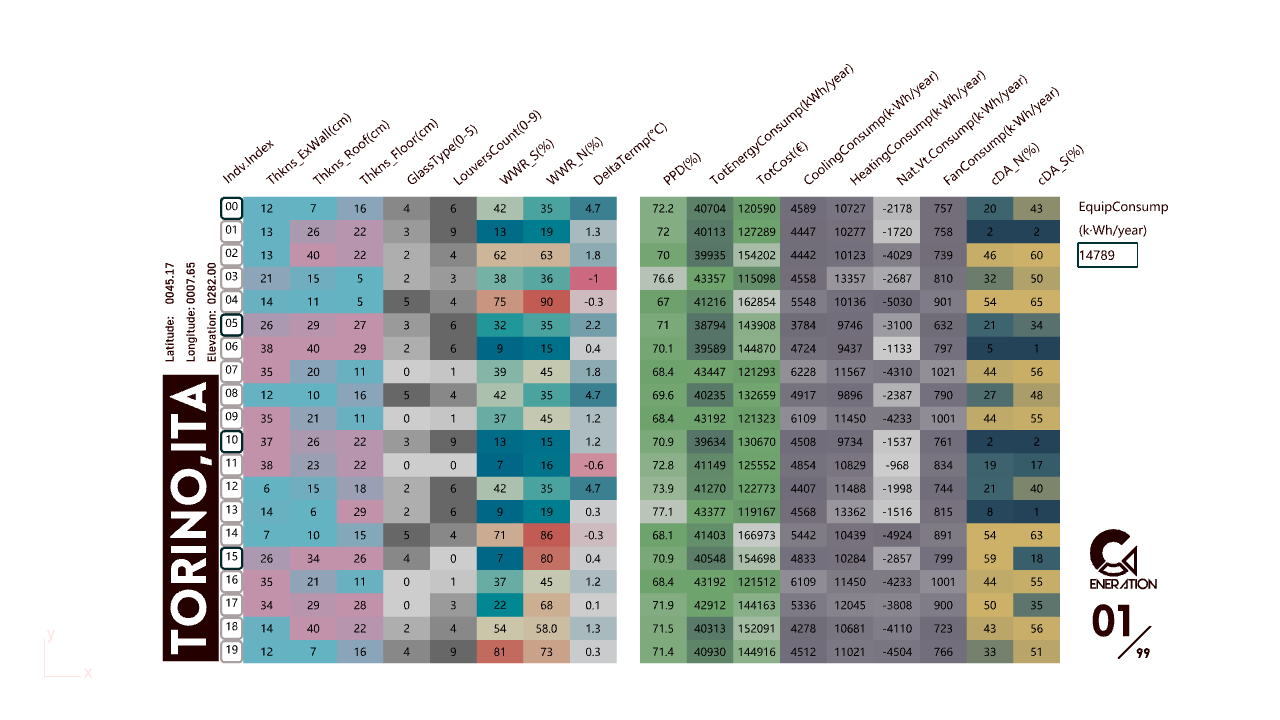 Indv.Index Thkns_ExWall(cm) Thkns_Roof(cm) Thkns_Floor(cm) GlassType(0-5) LouversCount(0-9) WWR_S(%) WWR_N(%) DeltaTermp(°C) PPD(%) TotEnergyConsump(kWh/year) TotCost(€) CoolingConsump(k·Wh/year) HeatingConsump(k·Wh/year) Nat.Vt.Consump(k·Wh/year) FanConsump(k·Wh/year) cDA_N(%) cDA_S(%)
00 12 7 16 4 6 42 35 4.7 72.2 40704 120590 4589 10727 -2178 757 20 43
01 13 26 22 3 9 13 19 1.3 72 40113 127289 4447 10277 -1720 758 2 2
02 13 40 22 2 4 62 63 1.8 70 39935 154202 4442 10123 -4029 739 46 60
03 21 15 5 2 3 38 36 -1 76.6 43357 115098 4558 13357 -2687 810 32 50
04 14 11 5 5 4 75 90 -0.3 67 41216 162854 5548 10136 -5030 901 54 65
05 26 29 27 3 6 32 35 2.2 71 38794 143908 3784 9746 -3100 632 21 34
06 38 40 29 2 6 9 15 0.4 70.1 39589 144870 4724 9437 -1133 797 5 1
07 35 20 11 0 1 39 45 1.8 68.4 43447 121293 6228 11567 -4310 1021 44 56
08 12 10 16 5 4 42 35 4.7 69.6 40235 132659 4917 9896 -2387 790 27 48
09 35 21 11 0 1 37 45 1.2 68.4 43192 121323 6109 11450 -4233 1001 44 55
10 37 26 22 3 9 13 15 1.2 70.9 39634 130670 4508 9734 -1537 761 2 2
11 38 23 22 0 0 7 16 -0.6 72.8 41149 125552 4854 10829 -968 834 19 17
12 6 15 18 2 6 42 35 4.7 73.9 41270 122773 4407 11488 -1998 744 21 40
13 14 6 29 2 6 9 19 0.3 77.1 43377 119167 4568 13362 -1516 815 8 1
14 7 10 15 5 4 71 86 -0.3 68.1 41403 166973 5442 10439 -4924 891 54 63
15 26 34 26 4 0 7 80 0.4 70.9 40548 154698 4833 10284 -2857 799 59 18
16 35 21 11 0 1 37 45 1.2 68.4 43192 121512 6109 11450 -4233 1001 44 55
17 34 29 28 0 3 22 68 0.1 71.9 42912 144163 5336 12045 -3808 900 50 35
18 14 40 22 2 4 54 58.0 1.3 71.5 40313 152091 4278 10681 -4110 723 43 56
19 12 7 16 4 9 81 73 0.3 71.4 40930 144916 4512 11021 -4504 766 33 51
Latitude: 0045.17
Longitude: 0007.65
Elevation: 0282.00
TORINO,ITA
EquipConsump
(k·Wh/year)
14789
ENERATION
01/99
y
x